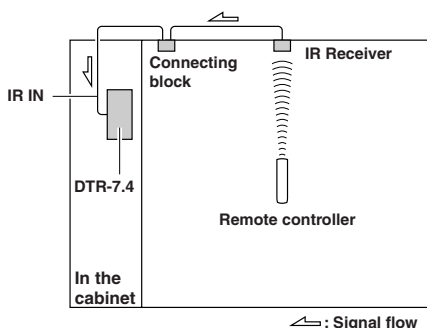 IR Receiver
Connecting
block
IR IN
DTR-7.4
Remote controller
In the
cabinet
: Signal flow